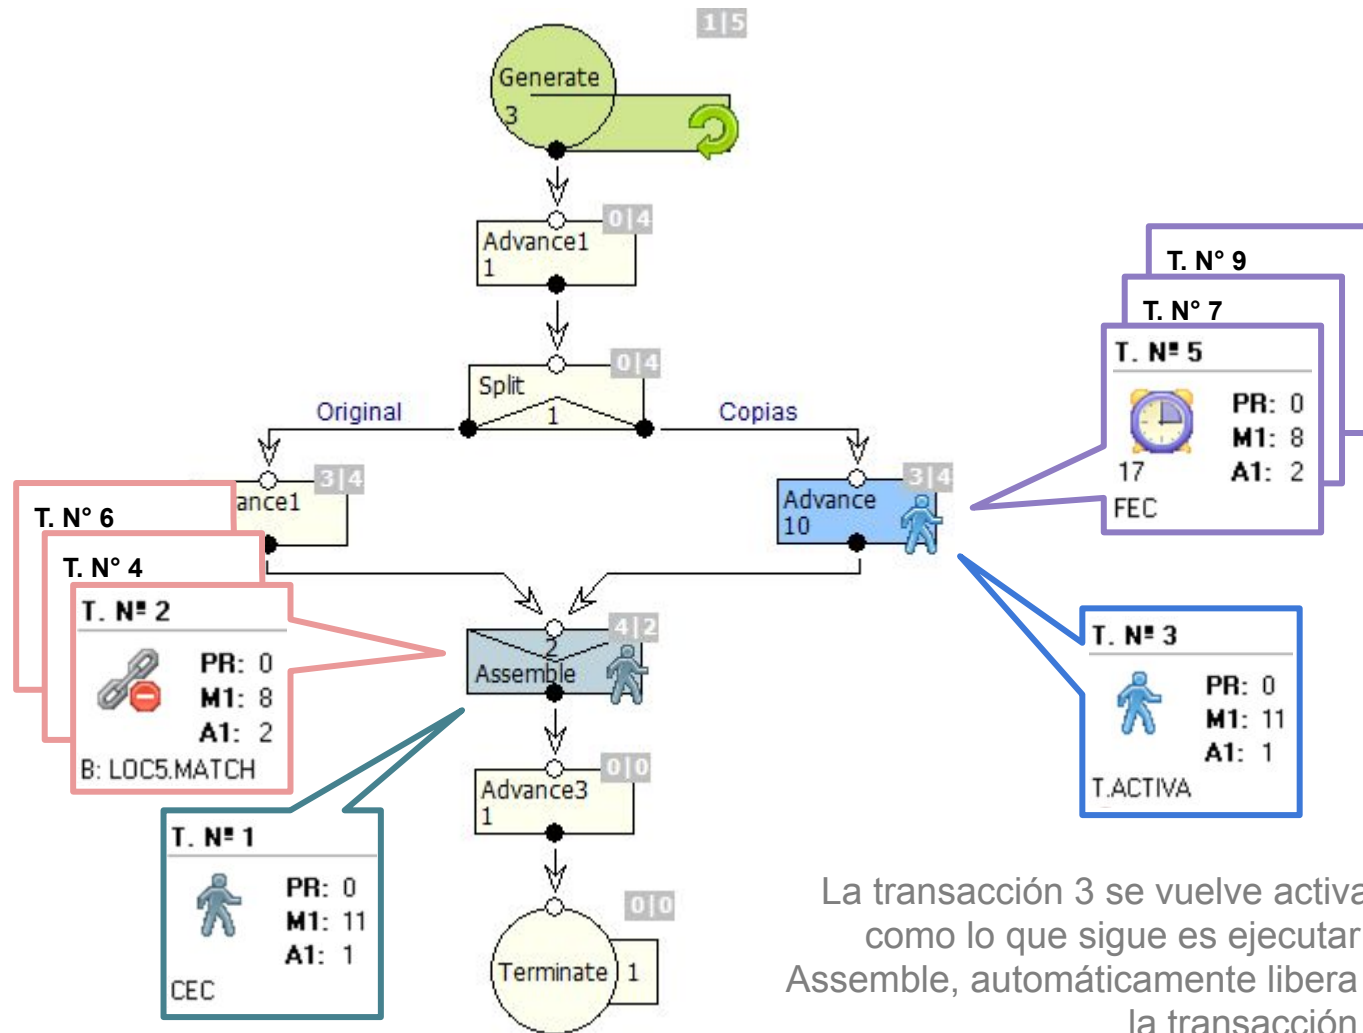 1|5
Generate
3
0|4
Advance1
1
0|4
Split
1
Original
Copias
3|4
ance1
3|4
Advance
10
T. N° 9
T. N° 7
T. Nº 5
PR: 0
M1: 8
17
A1: 2
FEC
T. N° 6
T. N° 4
T. Nº 2
PR: 0
M1: 8
A1: 2
B: LOC5.MATCH
4|2
2
Assemble
T. Nº 3
PR: 0
M1: 11
A1: 1
T.ACTIVA
0|0
Advance3
1
T. Nº 1
PR: 0
M1: 11
A1: 1
CEC
0|0
Terminate
1
La transacción 3 se vuelve activa
como lo que sigue es ejecutar
Assemble, automáticamente libera
la transacción